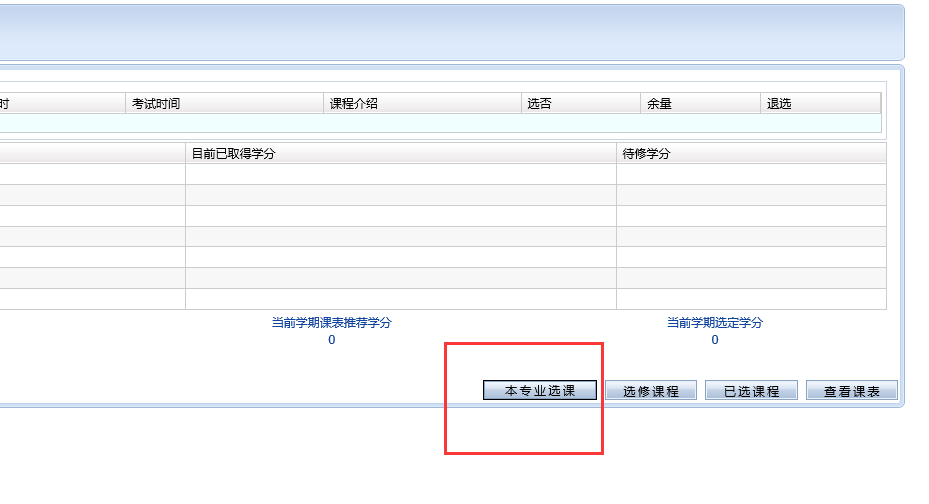 时 考试时间 课程介绍 选否 余量 退选
目前已取得学分 待修学分
当前学期课表推荐学分 当前学期选定学分
0 0
本专业选课 选修课程 已选课程 查看课表